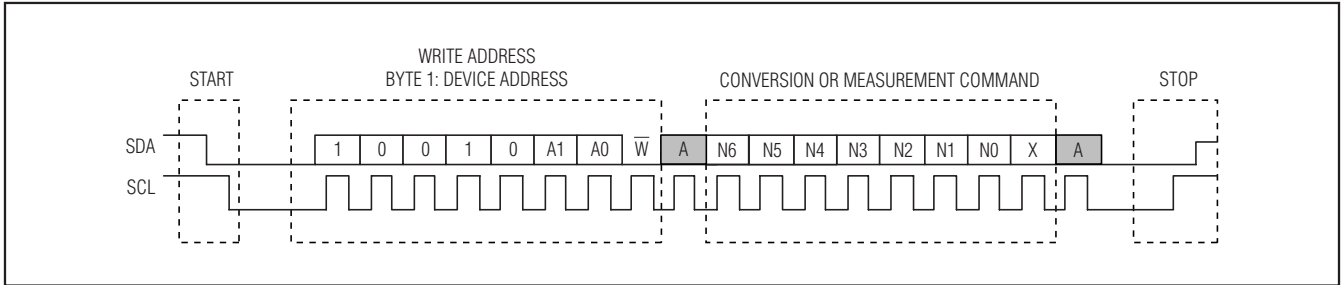 WRITE ADDRESS
START BYTE 1: DEVICE ADDRESS CONVERSION OR MEASUREMENT COMMAND STOP
SDA 1 0 0 1 0 A1 A0 W̅ A N6 N5 N4 N3 N2 N1 N0 X A
SCL